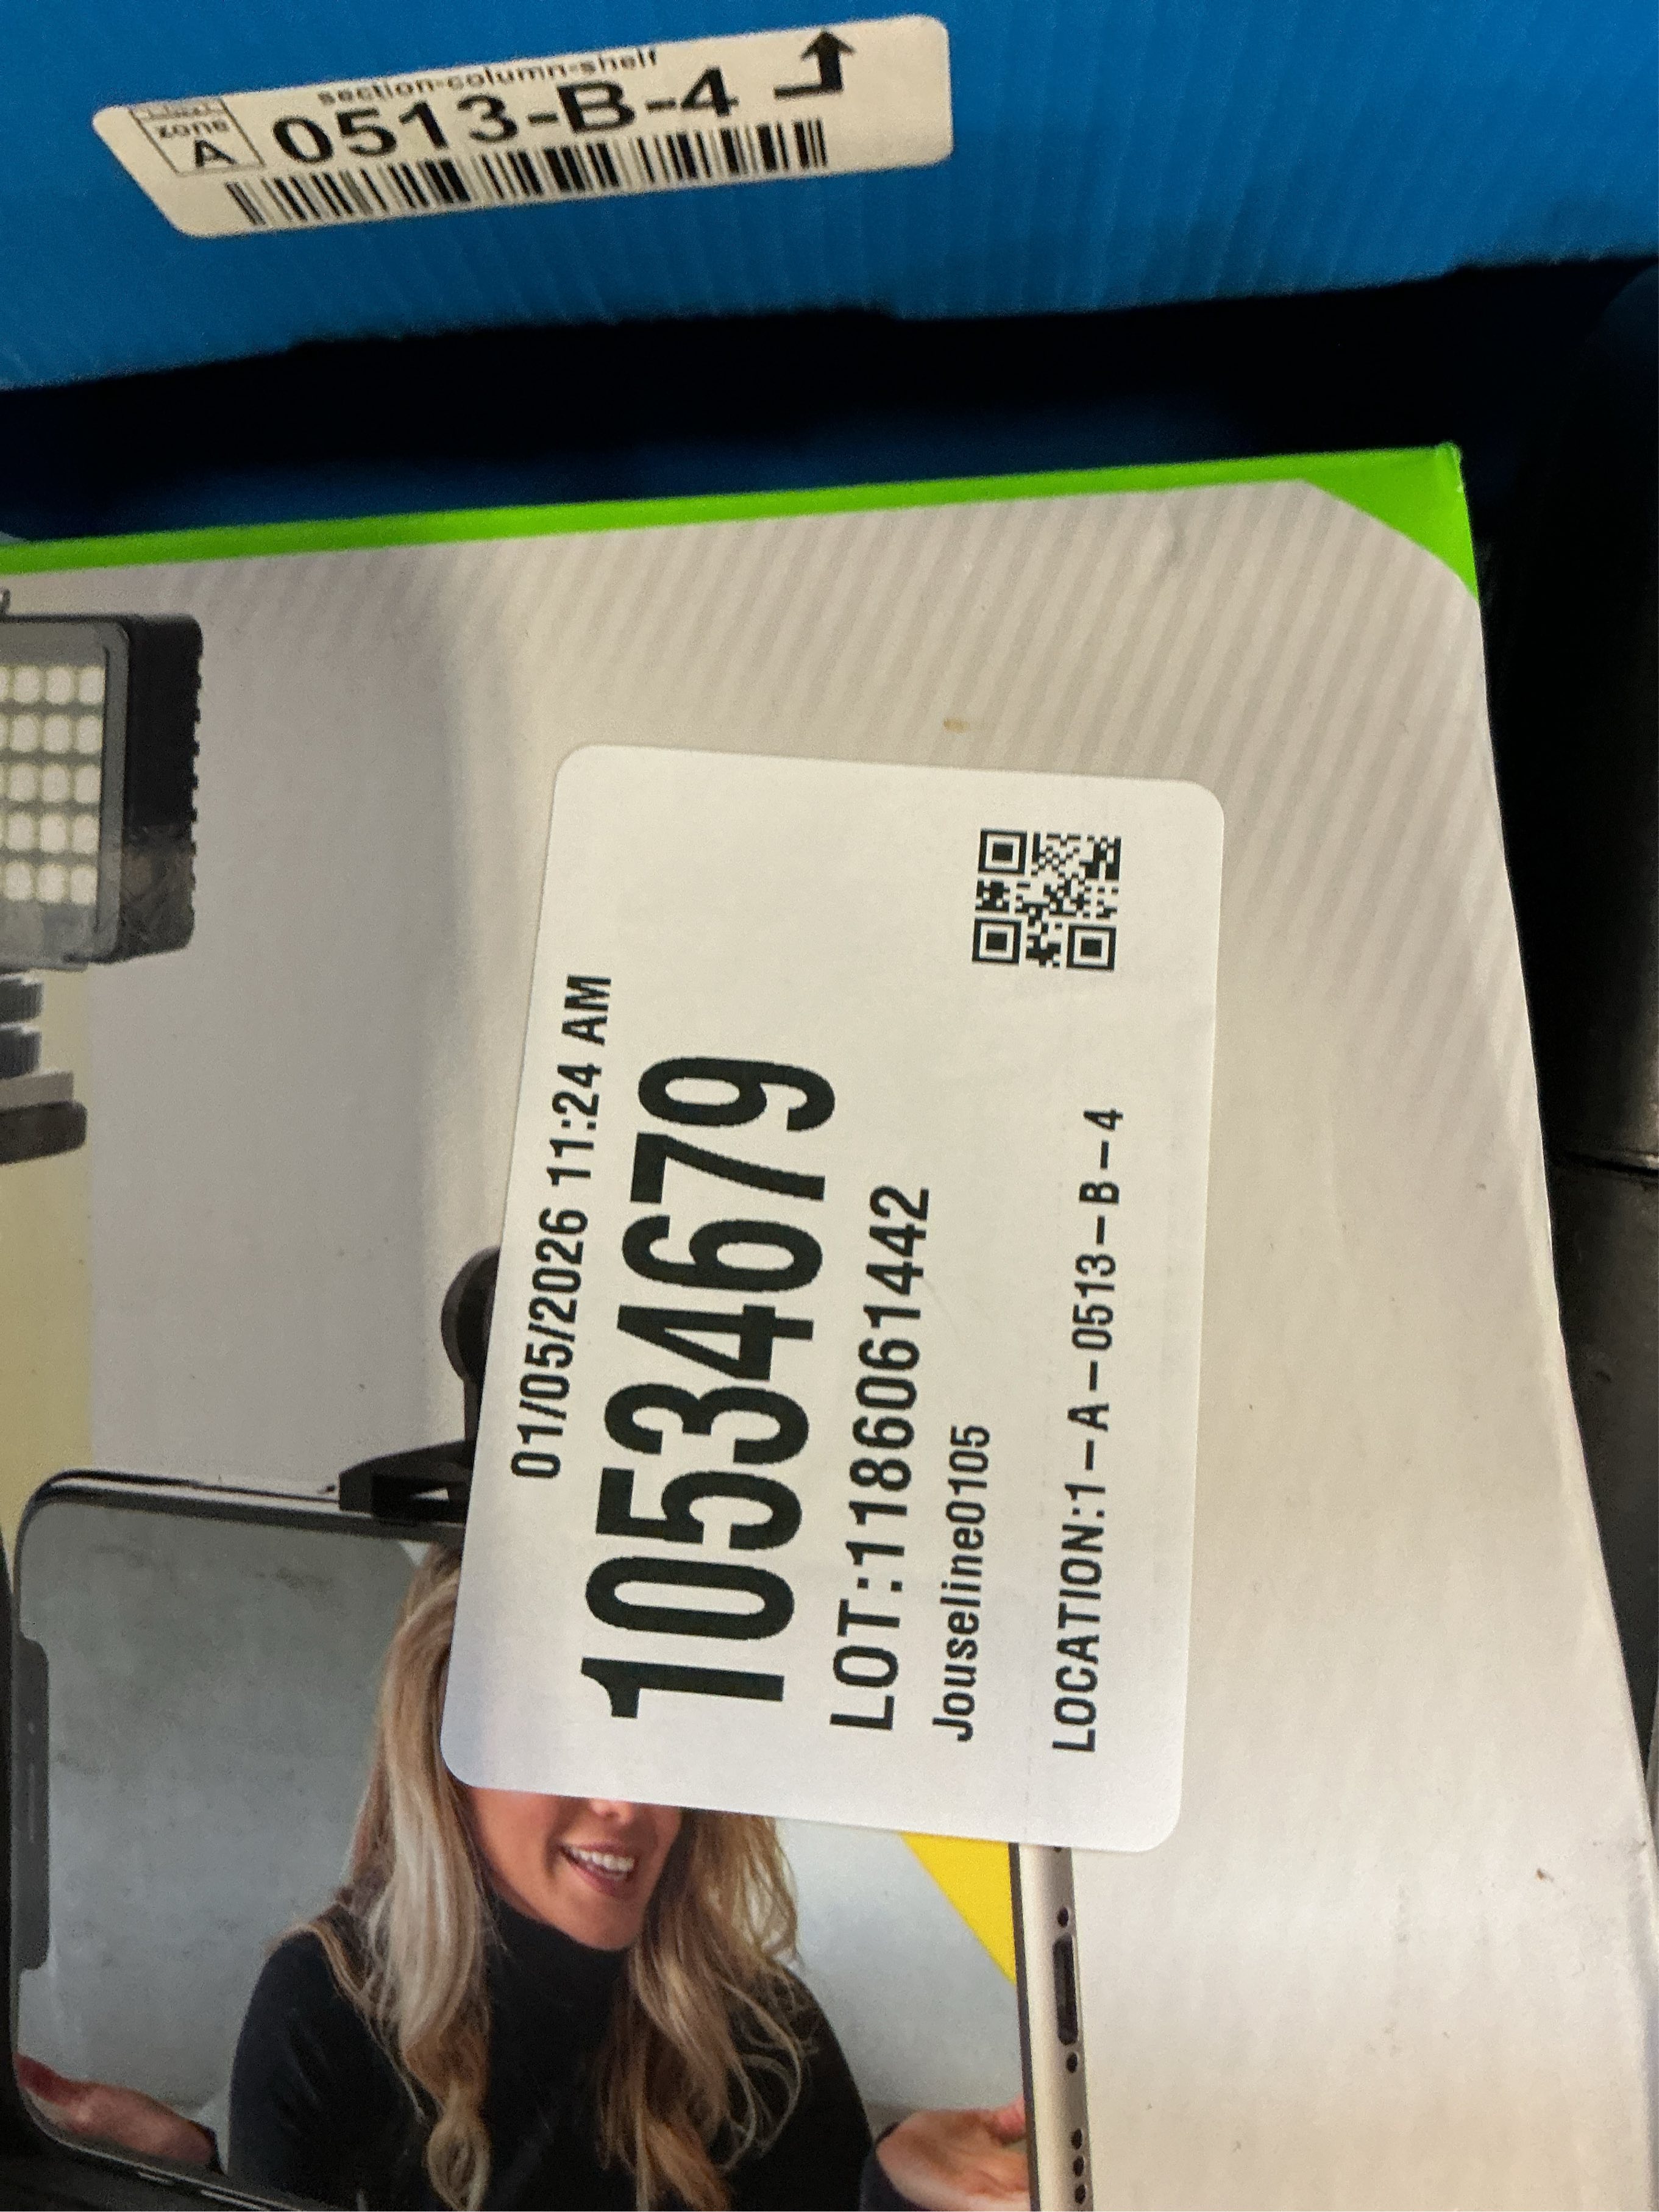 section-column-shelf
zone
A
0513-B-4
01/05/2026 11:24 AM
10534679
LOT:1186061442
Jouseline0105
LOCATION:1-A-0513-B-4